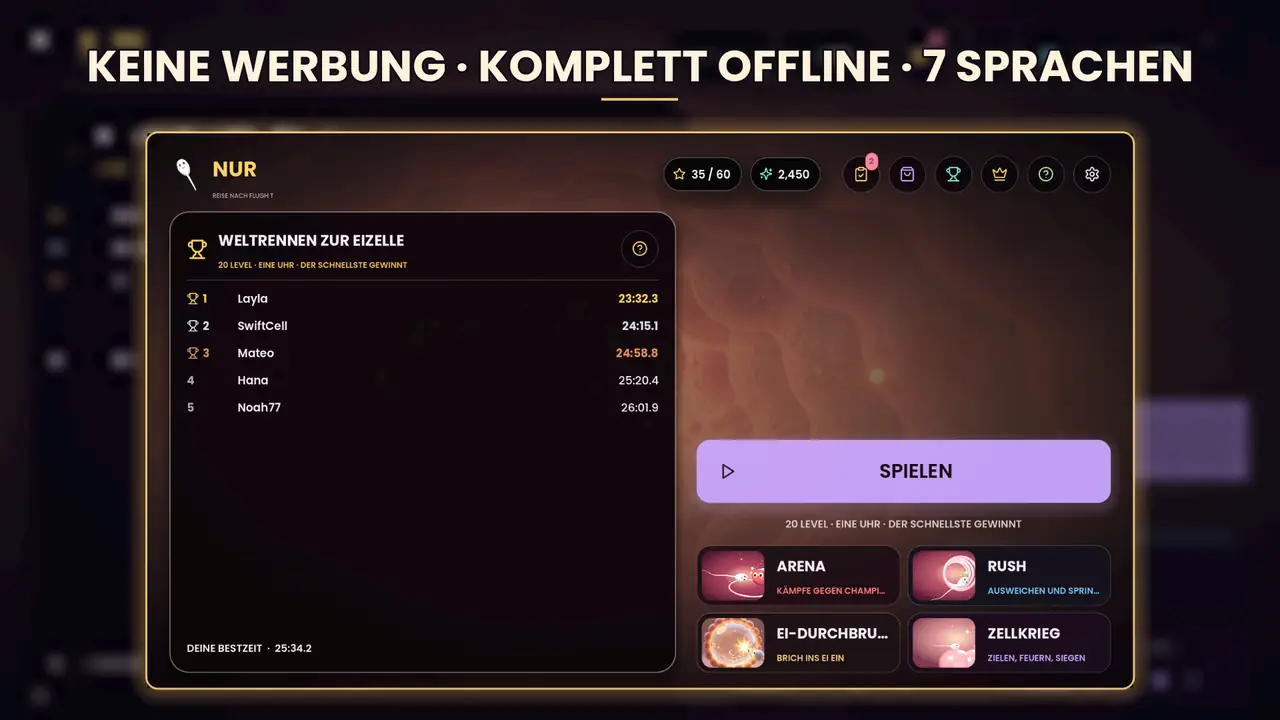 KEINE WERBUNG · KOMPLETT OFFLINE · 7 SPRACHEN
NUR
REISE NACH FLUGH T
35 / 60
2,450
2
WELTRENNEN ZUR EIZELLE
20 LEVEL · EINE UHR · DER SCHNELLSTE GEWINNT
1 Layla 23:32.3
2 SwiftCell 24:15.1
3 Mateo 24:58.8
4 Hana 25:20.4
5 Noah77 26:01.9
DEINE BESTZEIT · 25:34.2
SPIELEN
20 LEVEL · EINE UHR · DER SCHNELLSTE GEWINNT
ARENA
KÄMPFE GEGEN CHAMPI...
RUSH
AUSWEICHEN UND SPRIN...
EI-DURCHBRU...
BRICH INS EI EIN
ZELLKRIEG
ZIELEN, FEUERN, SIEGEN